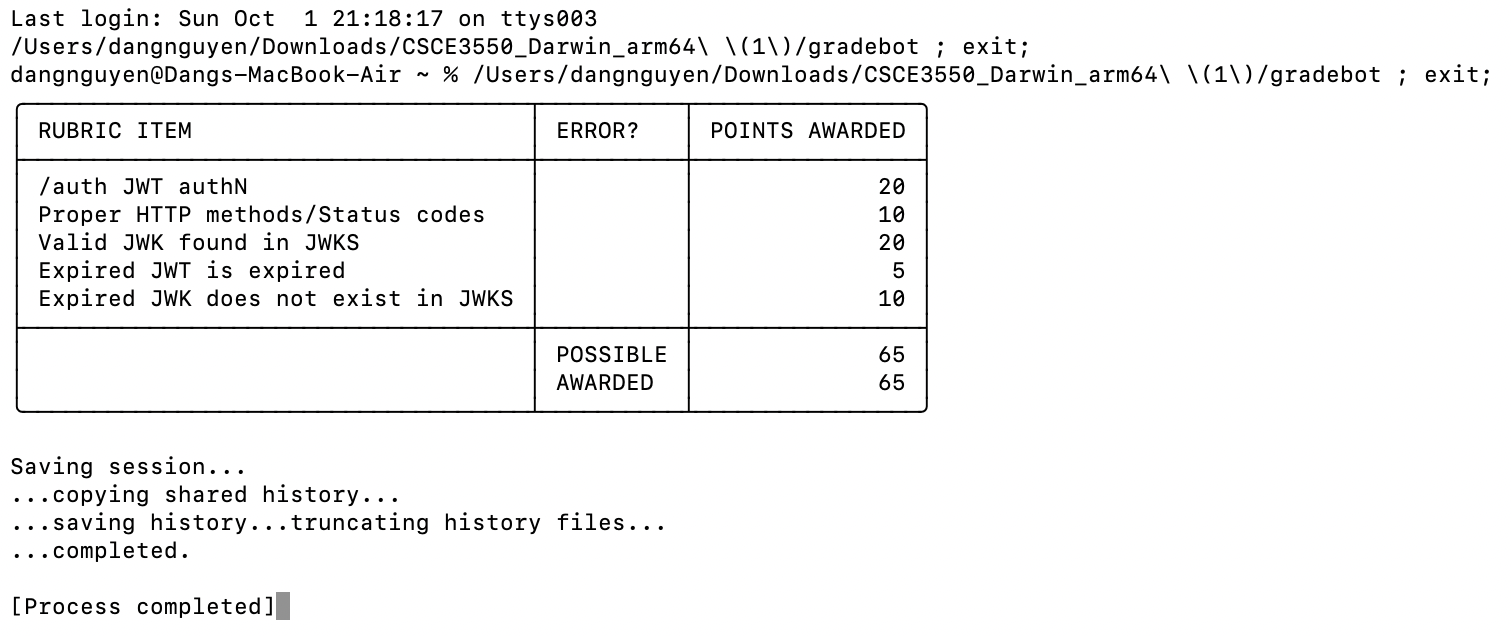 Last login: Sun Oct  1 21:18:17 on ttys003
/Users/dangnguyen/Downloads/CSCE3550_Darwin_arm64\ \(1\)/gradebot ; exit;
dangnguyen@Dangs-MacBook-Air ~ % /Users/dangnguyen/Downloads/CSCE3550_Darwin_arm64\ \(1\)/gradebot ; exit;
RUBRIC ITEM ERROR? POINTS AWARDED
/auth JWT authN 20
Proper HTTP methods/Status codes 10
Valid JWK found in JWKS 20
Expired JWT is expired 5
Expired JWK does not exist in JWKS 10
POSSIBLE 65
AWARDED 65
Saving session...
...copying shared history...
...saving history...truncating history files...
...completed.
[Process completed]